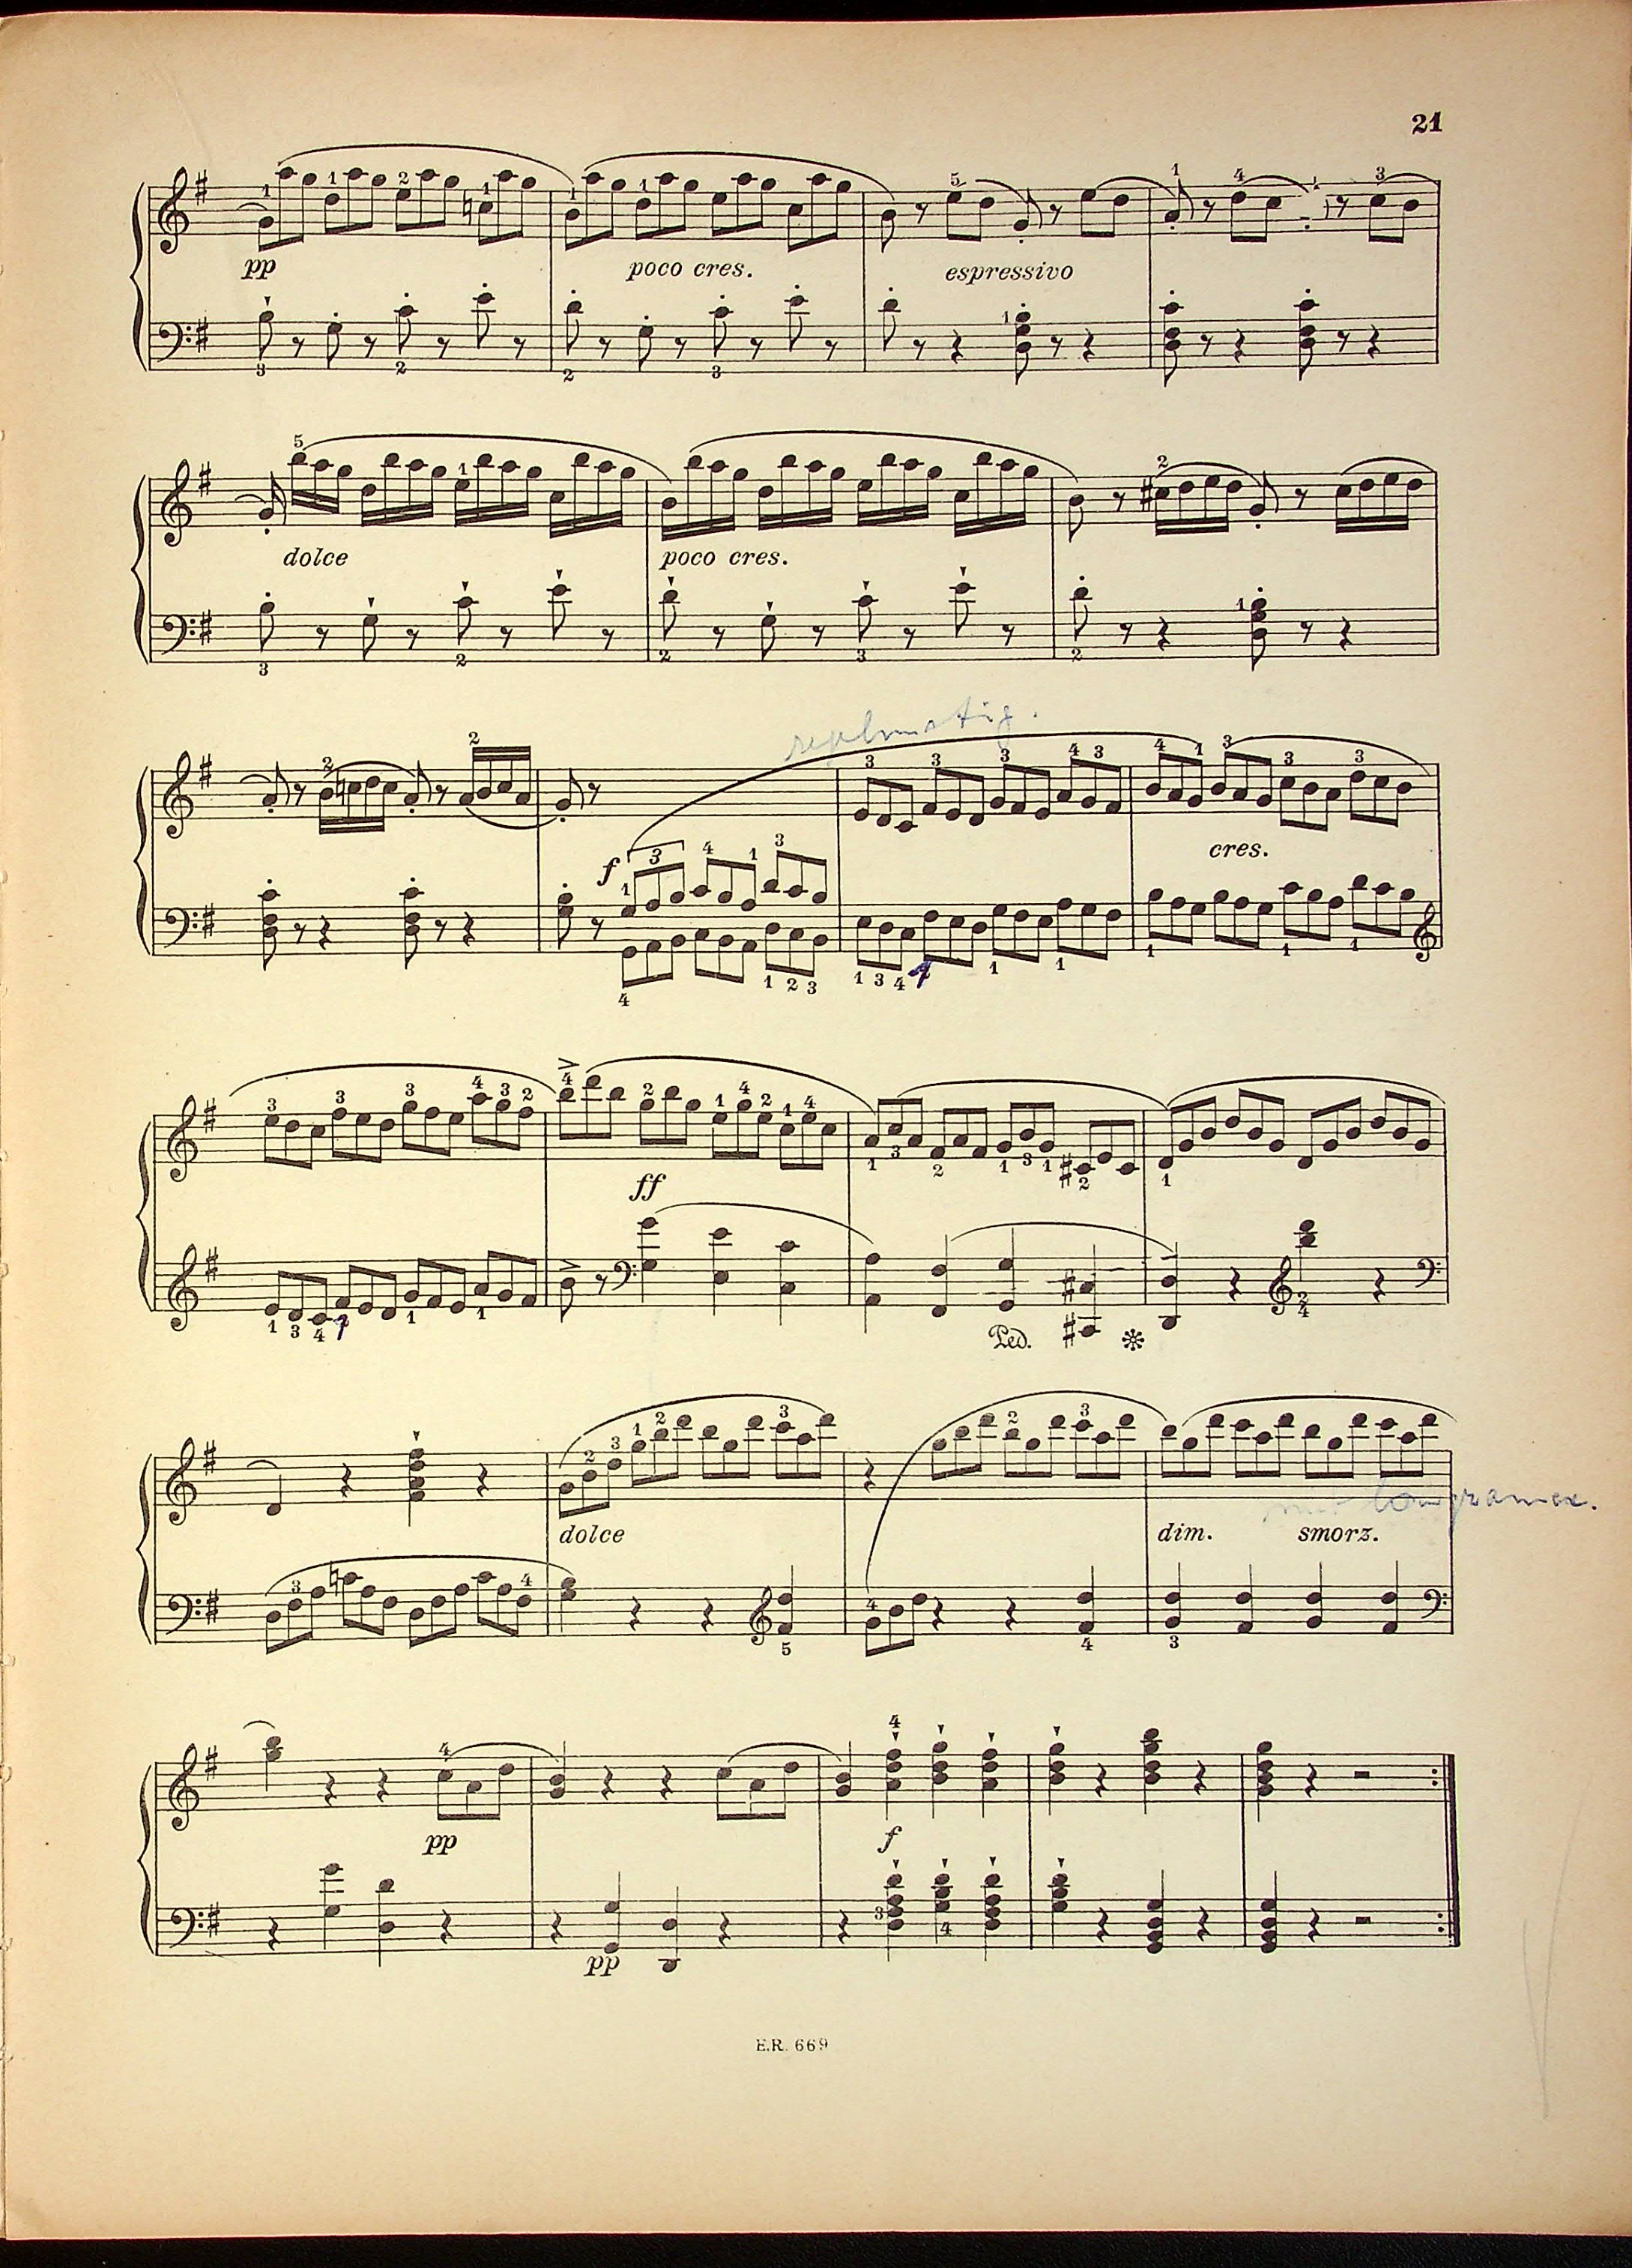 21
pp
poco cres.
espressivo
dolce
poco cres.
f
cres.
ff
Ped.
dolce
dim.
smorz.
pp
f
pp
E.R. 669